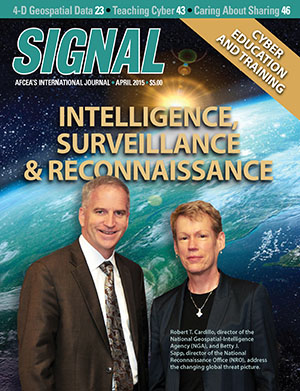 4-D Geospatial Data 23 • Teaching Cyber 43 • Caring About Sharing 46
CYBER
EDUCATION
AND TRAINING
SIGNAL
AFCEA'S INTERNATIONAL JOURNAL • APRIL 2015 • $5.00
INTELLIGENCE,
SURVEILLANCE
& RECONNAISSANCE
Robert T. Cardillo, director of the
National Geospatial-Intelligence
Agency (NGA), and Betty J.
Sapp, director of the National
Reconnaissance Office (NRO), address
the changing global threat picture.